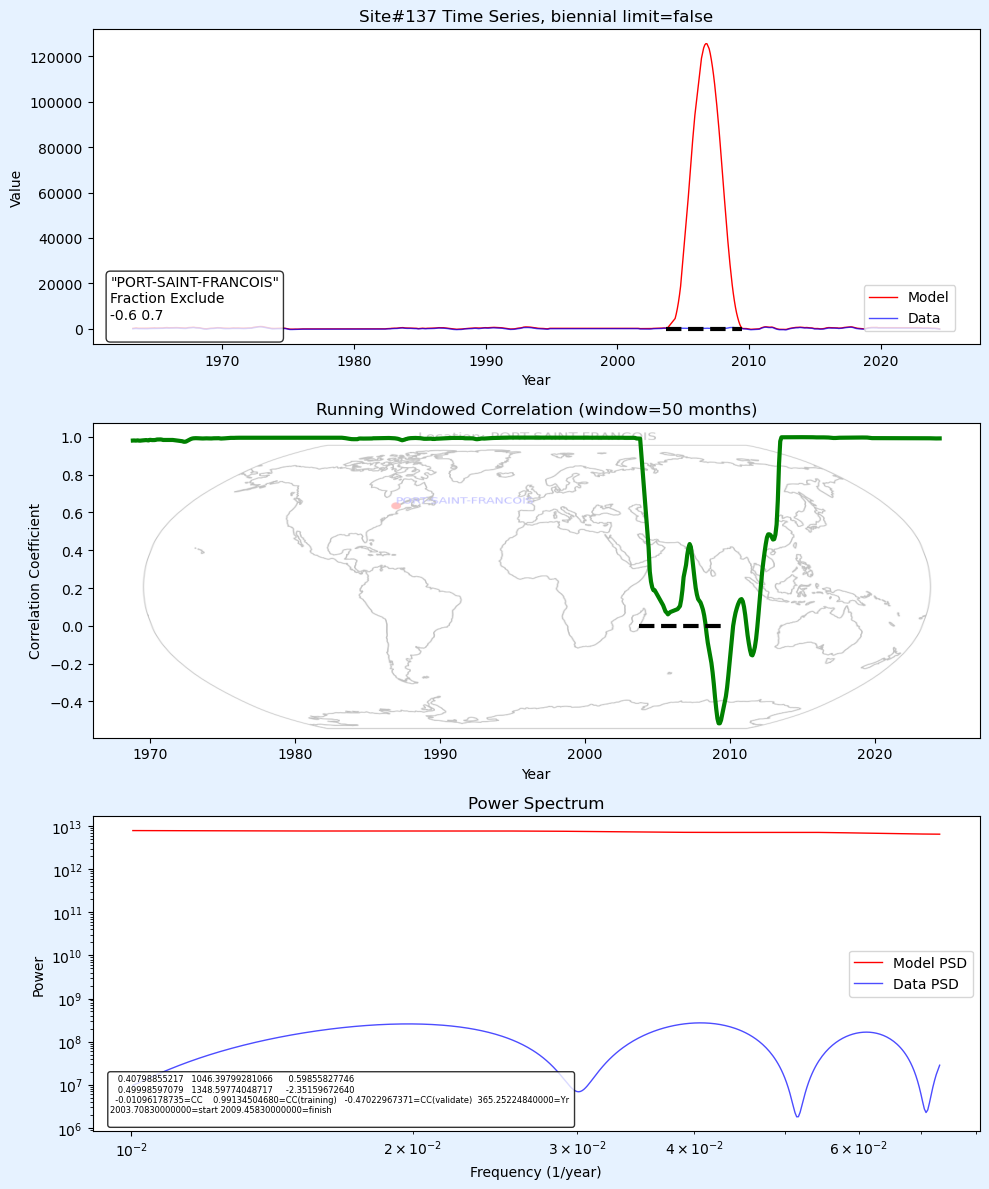 Site#137 Time Series, biennial limit=false
120000
100000
80000
60000
40000
20000
0
Value
"PORT-SAINT-FRANCOIS"
Fraction Exclude
-0.6 0.7
Model
Data
1970 1980 1990 2000 2010 2020
Year
Running Windowed Correlation (window=50 months)
Location: PORT-SAINT-FRANCOIS
1.0
0.8
0.6
0.4
0.2
0.0
−0.2
−0.4
Correlation Coefficient
PORT-SAINT-FRANCOIS
1970 1980 1990 2000 2010 2020
Year
Power Spectrum
10^13
10^12
10^11
10^10
10^9
10^8
10^7
10^6
Power
Model PSD
Data PSD
0.40798855217 1046.39799281066 0.59855827746
0.49998597079 1348.59774048717 -2.35159672640
-0.01096178735=CC 0.99134504680=CC(training) -0.47022967371=CC(validate) 365.25224840000=Yr
2003.70830000000=start 2009.45830000000=finish
10^−2 2 × 10^−2 3 × 10^−2 4 × 10^−2 6 × 10^−2
Frequency (1/year)